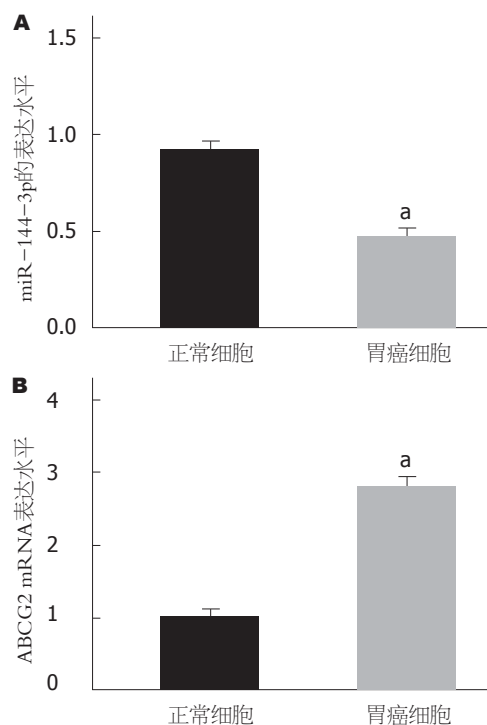 A
1.5
1.0
0.5
0.0
miR-144-3p的表达水平
a
正常细胞
胃癌细胞
B
4
3
2
1
0
ABCG2 mRNA表达水平
a
正常细胞
胃癌细胞